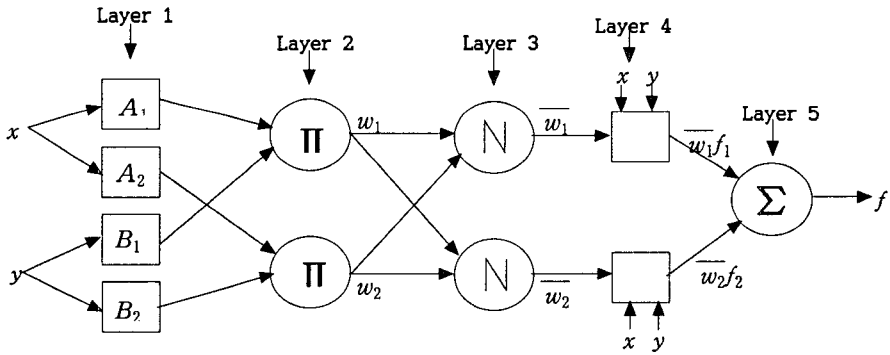 Layer 1
Layer 2
Layer 3
Layer 4
Layer 5
x
y
A₁
A₂
B₁
B₂
x
y
Π
Π
w₁
w₂
N
N
w̅₁
w̅₂
x y
x y
w̅₁f₁
w̅₂f₂
Σ
f